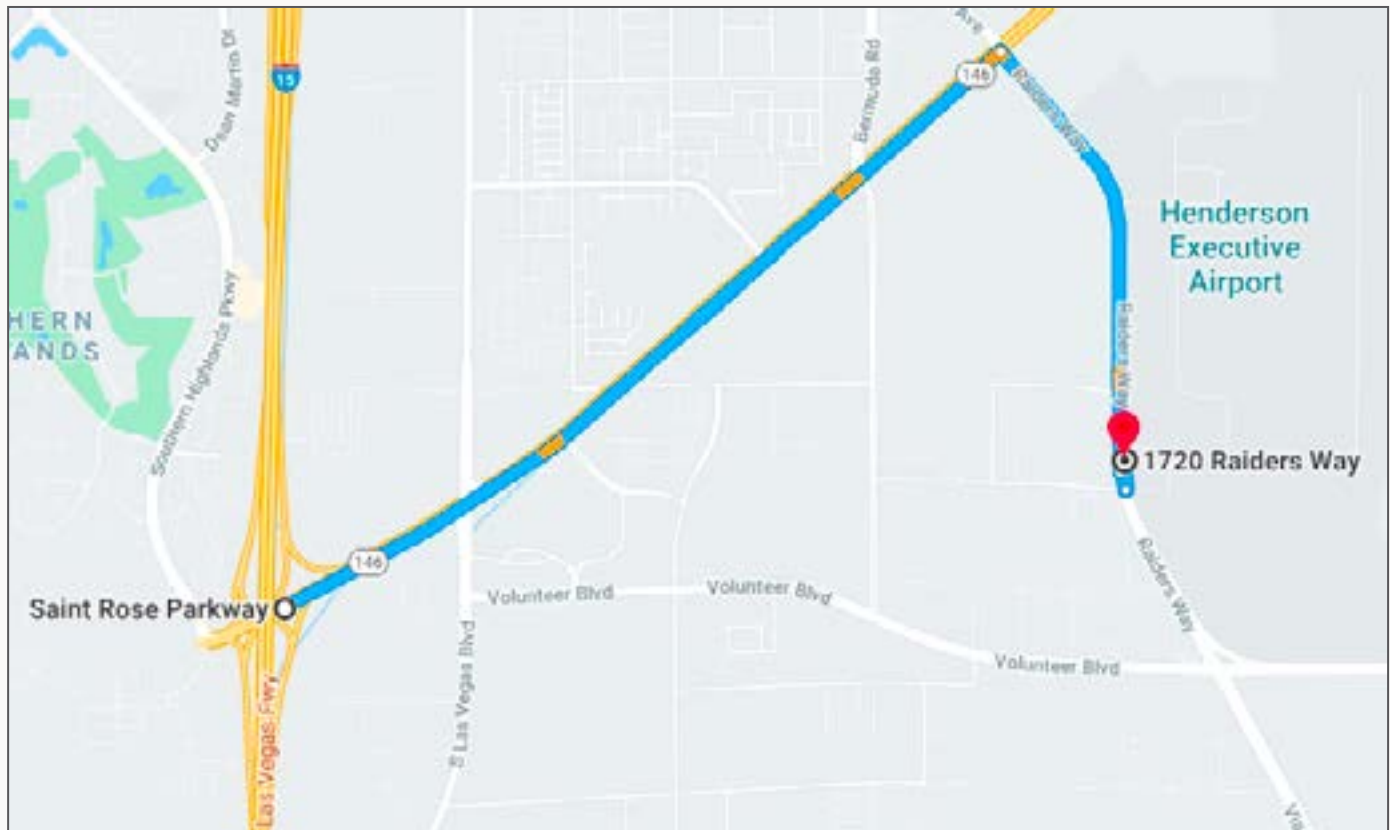 Ave
15
Dean Martin Dr
Bermuda Rd
146
Raiders Way
Henderson
Executive
Airport
HERN
ANDS
Southern Highlands Pkwy
Raiders Way
1720 Raiders Way
146
Saint Rose Parkway
Volunteer Blvd
Volunteer Blvd
Raiders Way
Volunteer Blvd
S Las Vegas Blvd
Las Vegas Fwy